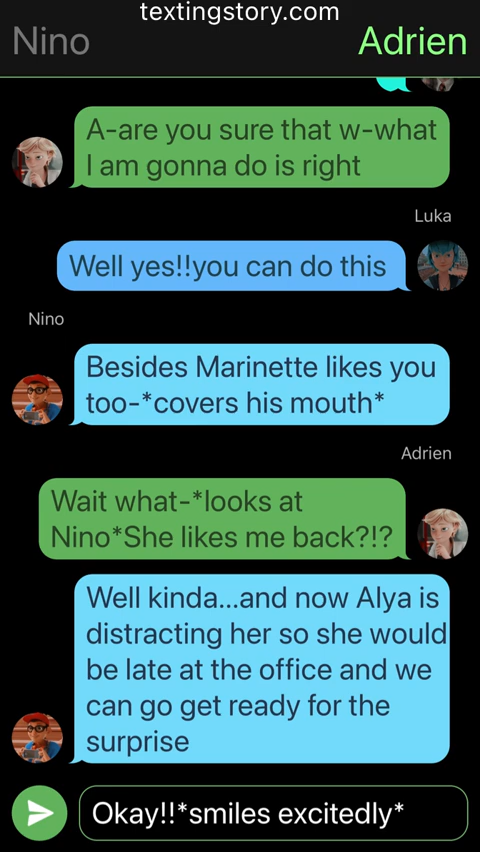 textingstory.com
Nino
Adrien
A-are you sure that w-what
I am gonna do is right
Luka
Well yes!!you can do this
Nino
Besides Marinette likes you
too-*covers his mouth*
Adrien
Wait what-*looks at
Nino*She likes me back?!?
Well kinda...and now Alya is
distracting her so she would
be late at the office and we
can go get ready for the
surprise
Okay!!*smiles excitedly*